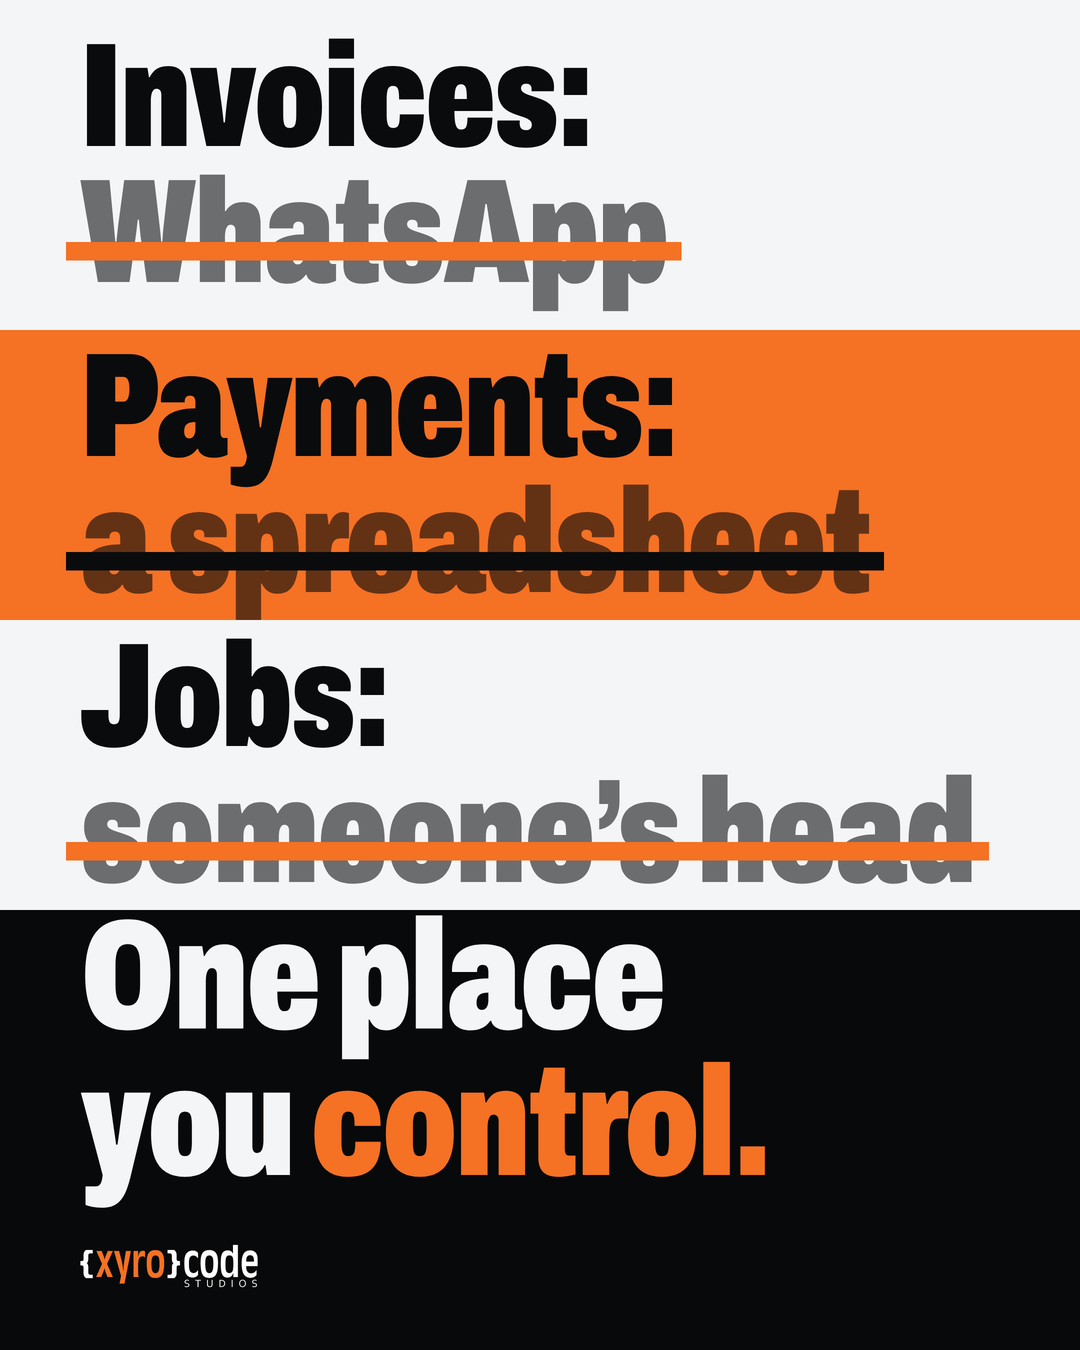 Invoices:
WhatsApp
Payments:
a spreadsheet
Jobs:
someone’s head
One place
you control.
{xyro}code
STUDIOS